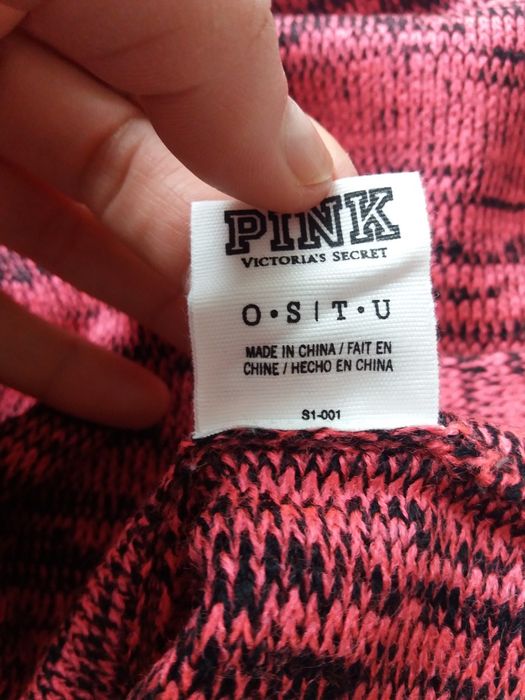 PINK
VICTORIA'S SECRET
O•S|T•U
MADE IN CHINA / FAIT EN
CHINE / HECHO EN CHINA
S1-001